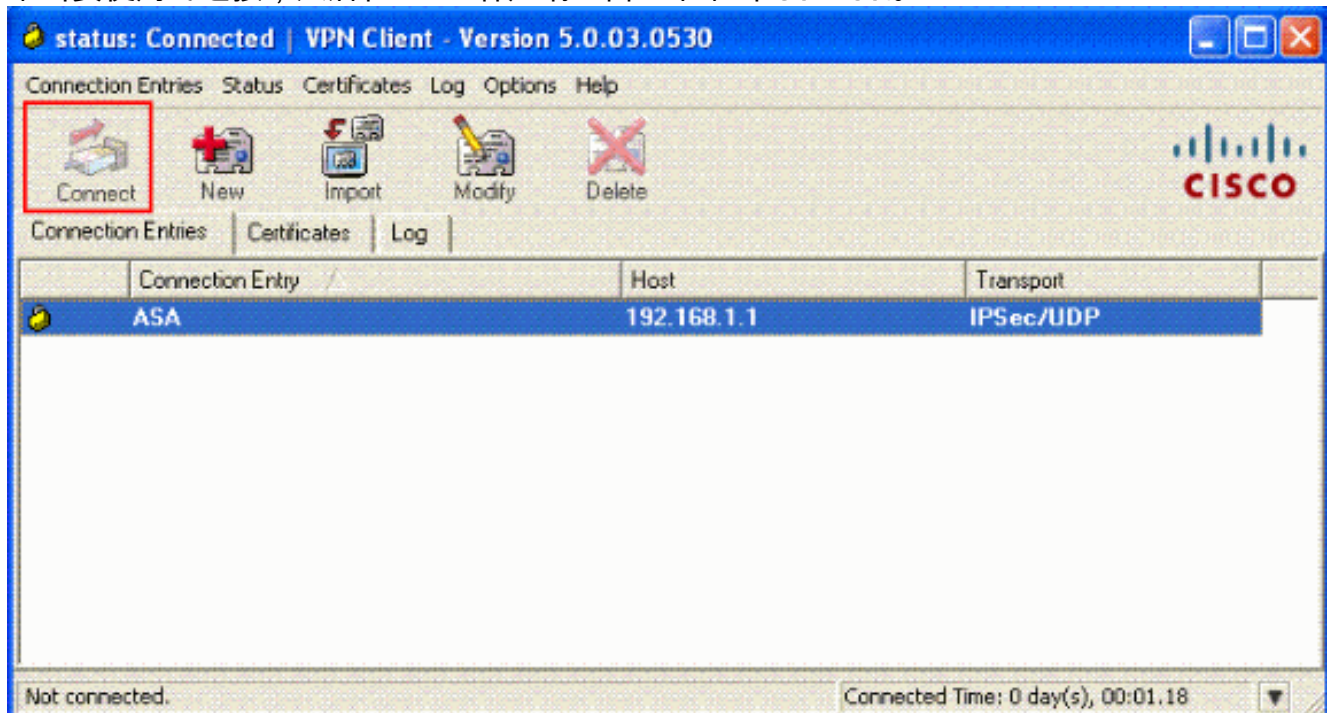 status: Connected | VPN Client - Version 5.0.03.0530
Connection Entries Status Certificates Log Options Help
Connect New Import Modify Delete
CISCO
Connection Entries Certificates Log
Connection Entry Host Transport
ASA 192.168.1.1 IPSec/UDP
Not connected. Connected Time: 0 day(s), 00:01.18